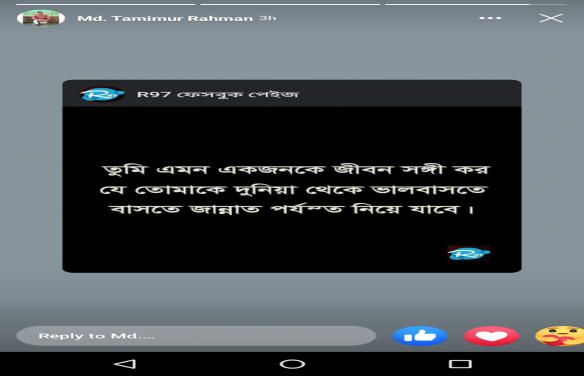 Md. Tamimur Rahman 3h
R97 ফেসবুক পেইজ
তুমি এমন একজনকে জীবন সঙ্গী কর
যে তোমাকে দুনিয়া থেকে ভালবাসতে
বাসতে জান্নাত পর্যন্ত নিয়ে যাবে।
Reply to Md....